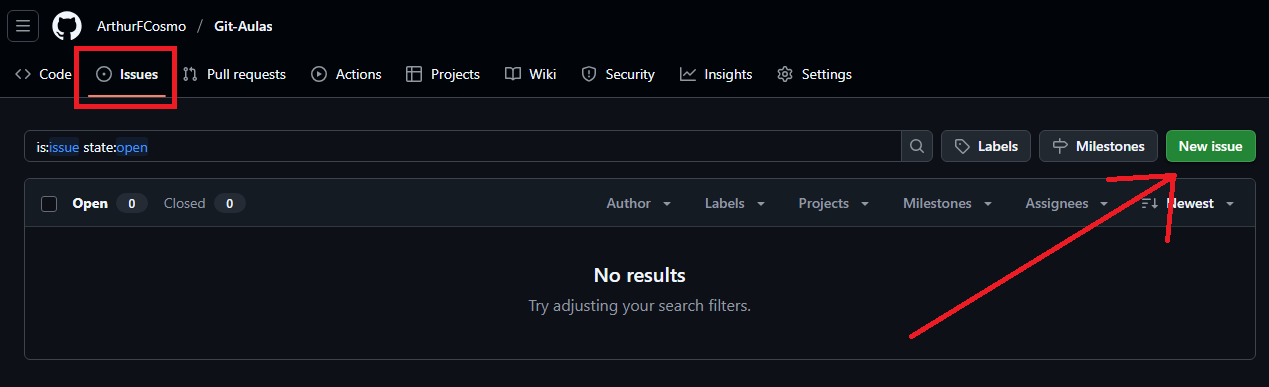 ArthurFCosmo / Git-Aulas
Code Issues Pull requests Actions Projects Wiki Security Insights Settings
is:issue state:open Labels Milestones New issue
Open 0 Closed 0 Author Labels Projects Milestones Assignees Newest
No results
Try adjusting your search filters.